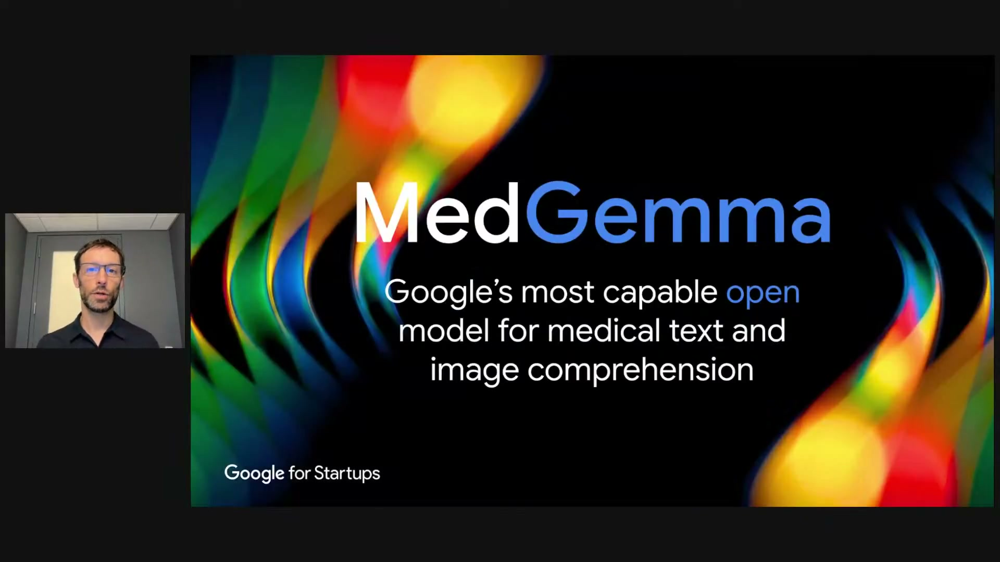 MedGemma
Google’s most capable open
model for medical text and
image comprehension
Google for Startups